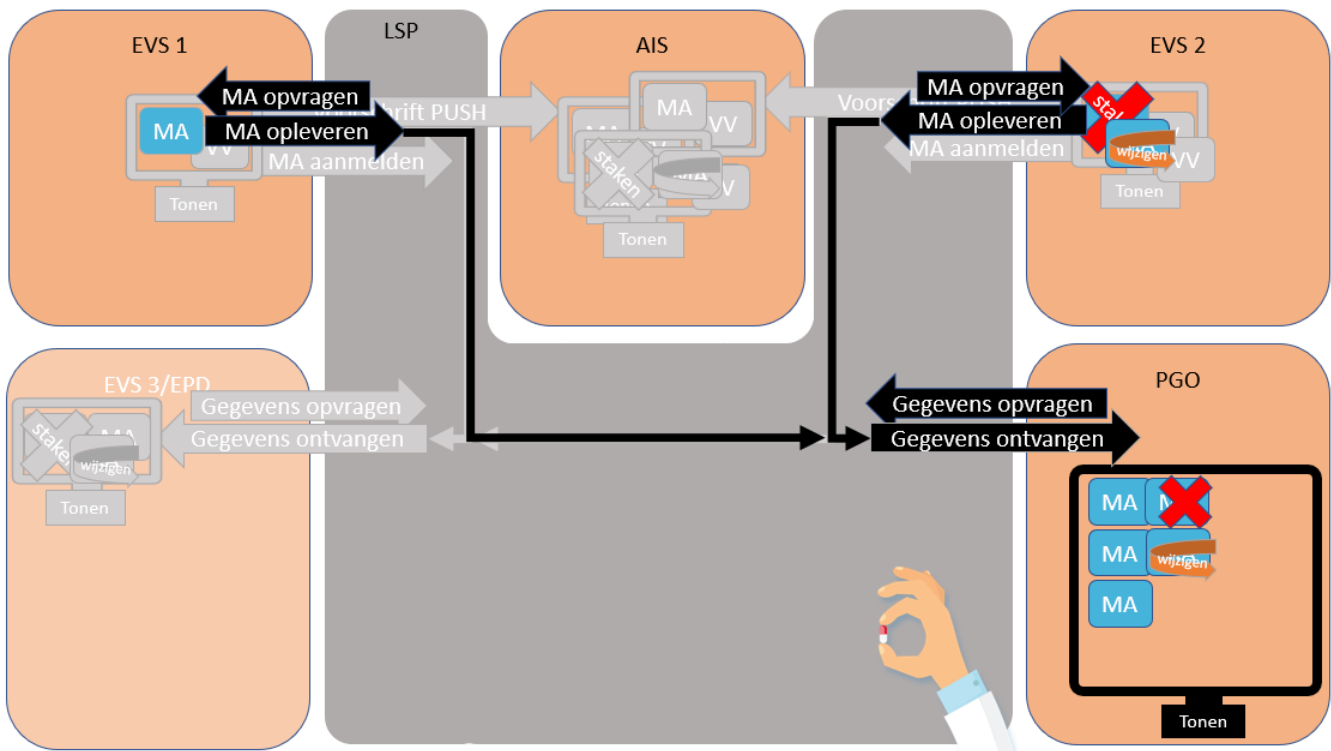 EVS 1
LSP
AIS
EVS 2
MA opvragen
MA opleveren
PUSH
MA aanmelden
MA
Tonen
MA
VV
staken
Tonen
MA opvragen
MA opleveren
MA aanmelden
wijzigen
VV
Tonen
EVS 3/EPD
Gegevens opvragen
Gegevens ontvangen
staken
MA
wijzigen
Tonen
PGO
Gegevens opvragen
Gegevens ontvangen
MA
MA
wijzigen
MA
Tonen